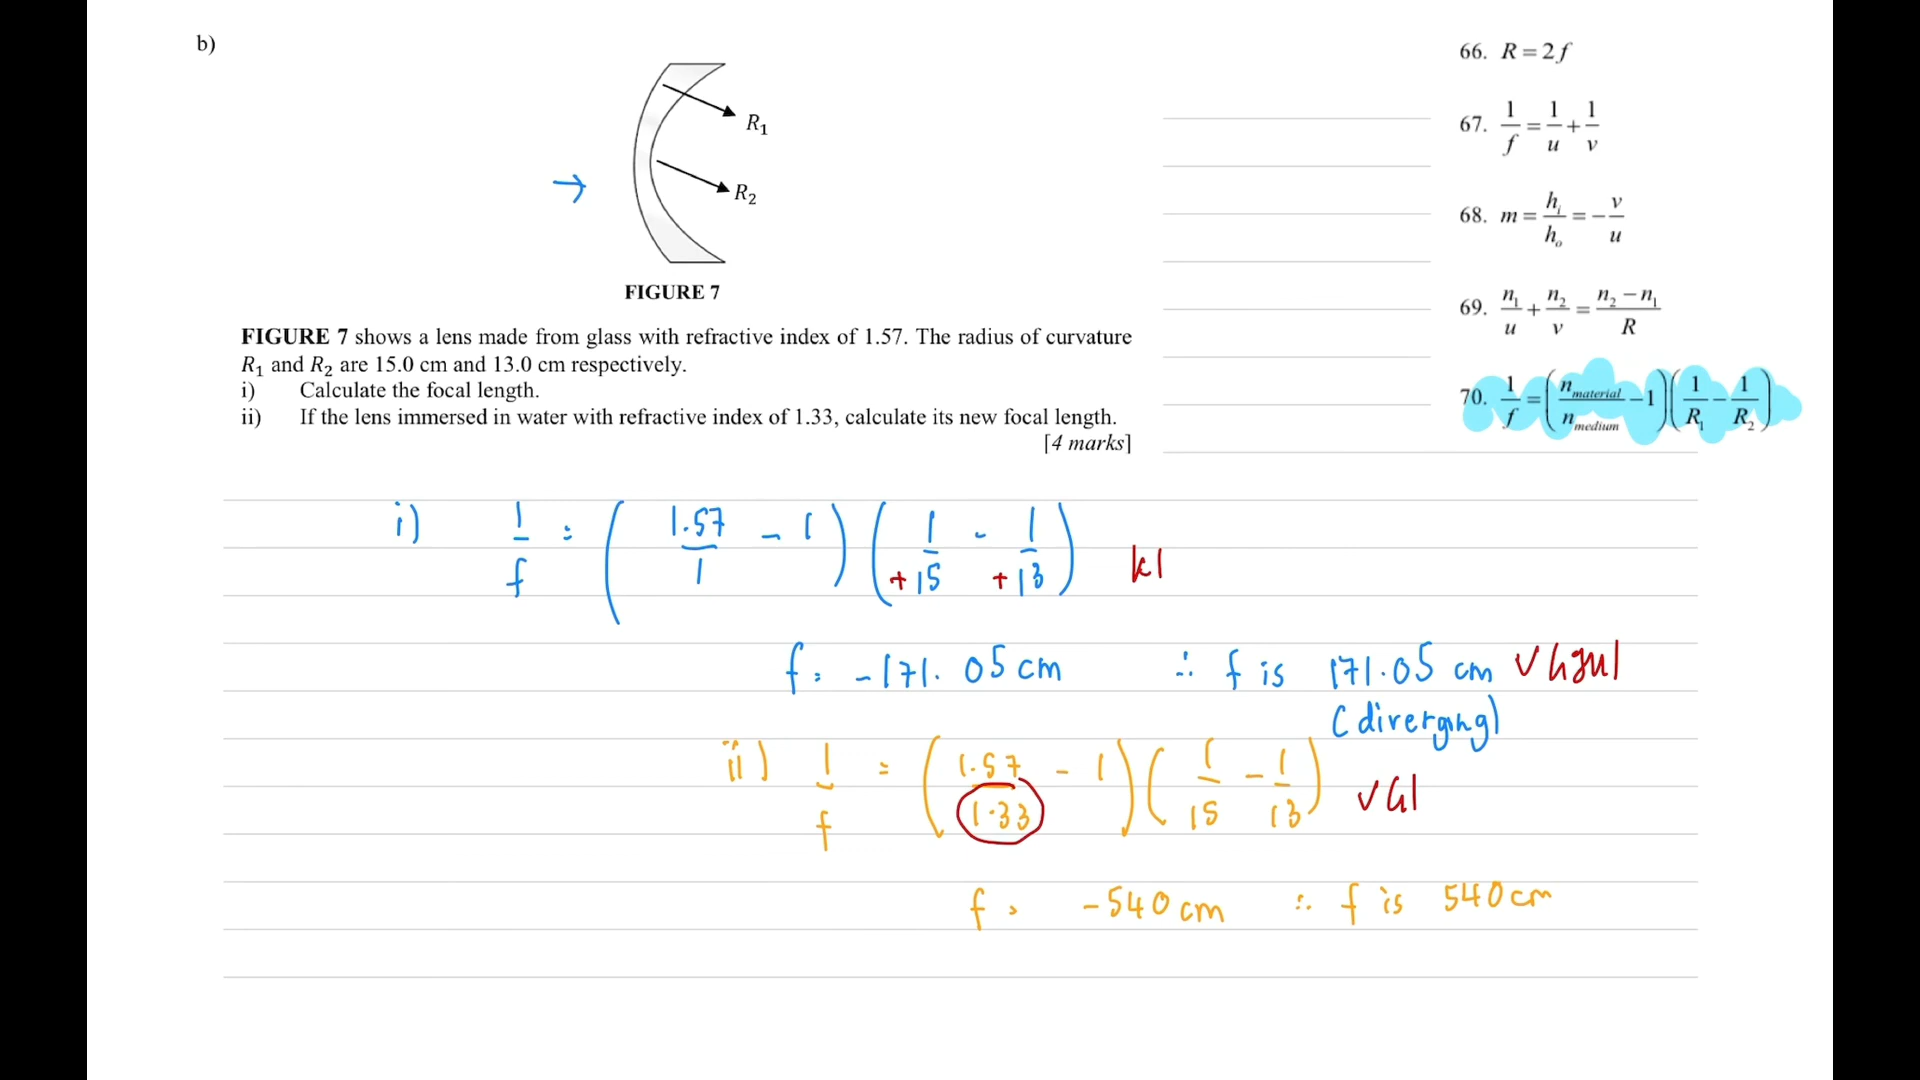 b)
R₁
R₂
→
FIGURE 7
FIGURE 7 shows a lens made from glass with refractive index of 1.57. The radius of curvature
R₁ and R₂ are 15.0 cm and 13.0 cm respectively.
i) Calculate the focal length.
ii) If the lens immersed in water with refractive index of 1.33, calculate its new focal length.
[4 marks]
66. R = 2f
67. 1/f = 1/u + 1/v
68. m = hᵢ/hₒ = −v/u
69. n₁/u + n₂/v = (n₂ − n₁)/R
70. 1/f = (n_material/n_medium − 1)(1/R₁ − 1/R₂)
i) 1/f = (1.57/1 − 1)(1/+15 − 1/+13) k1
f = −171.05 cm ∴ f is 171.05 cm
(diverging)
ii) 1/f = (1.57/1.33 − 1)(1/15 − 1/13) ✓G1
f = −540 cm ∴ f is 540 cm